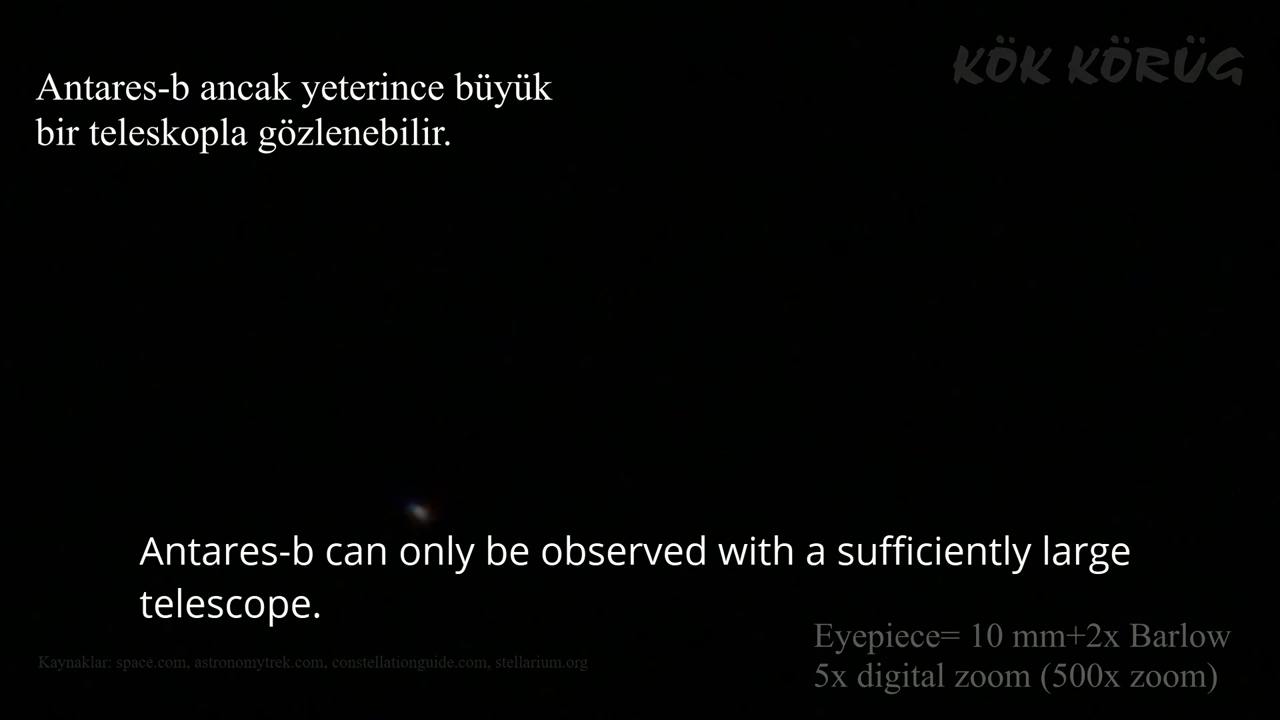 KÖK KÖRÜG
Antares-b ancak yeterince büyük
bir teleskopla gözlenebilir.
Antares-b can only be observed with a sufficiently large
telescope.
Eyepiece= 10 mm+2x Barlow
5x digital zoom (500x zoom)
Kaynaklar: space.com, astronomytrek.com, constellationguide.com, stellarium.org